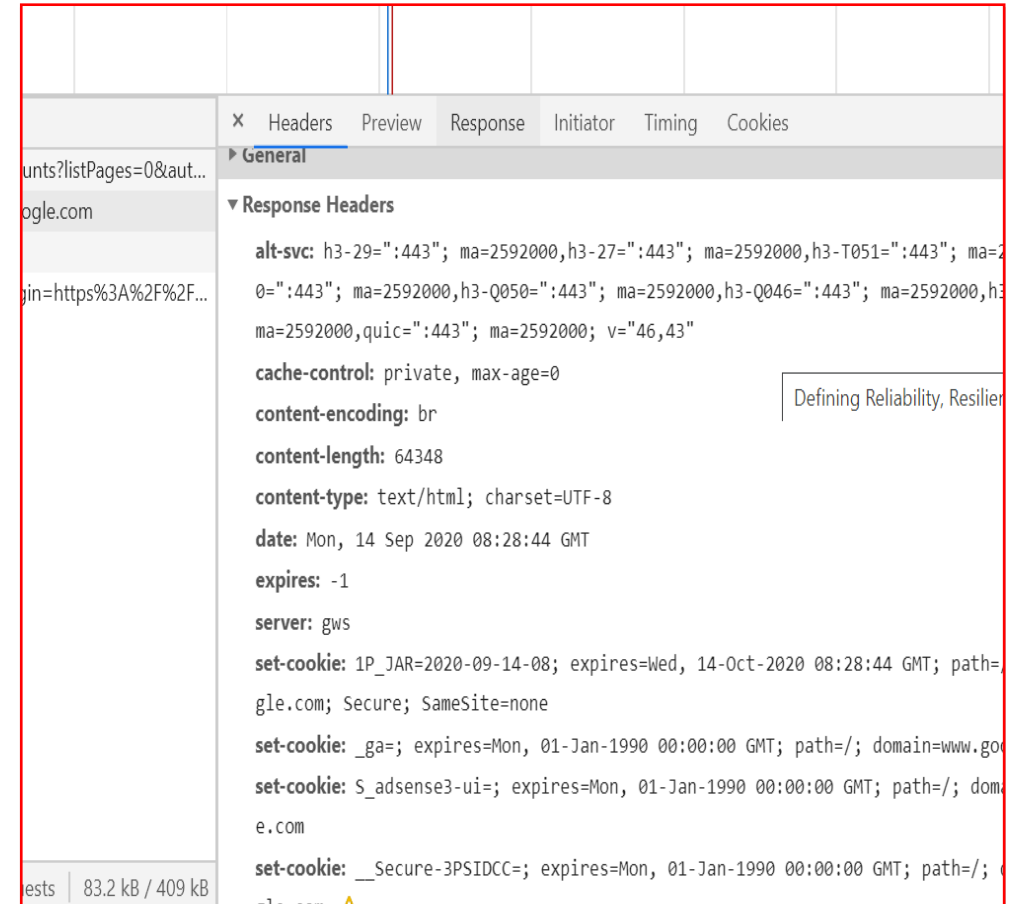 × Headers Preview Response Initiator Timing Cookies
General
unts?listPages=0&aut...
ogle.com
gin=https%3A%2F%2F...
Response Headers
alt-svc: h3-29=":443"; ma=2592000,h3-27=":443"; ma=2592000,h3-T051=":443"; ma=2
0=":443"; ma=2592000,h3-Q050=":443"; ma=2592000,h3-Q046=":443"; ma=2592000,h3
ma=2592000,quic=":443"; ma=2592000; v="46,43"
cache-control: private, max-age=0
Defining Reliability, Resilien
content-encoding: br
content-length: 64348
content-type: text/html; charset=UTF-8
date: Mon, 14 Sep 2020 08:28:44 GMT
expires: -1
server: gws
set-cookie: 1P_JAR=2020-09-14-08; expires=Wed, 14-Oct-2020 08:28:44 GMT; path=/
gle.com; Secure; SameSite=none
set-cookie: _ga=; expires=Mon, 01-Jan-1990 00:00:00 GMT; path=/; domain=www.goo
set-cookie: S_adsense3-ui=; expires=Mon, 01-Jan-1990 00:00:00 GMT; path=/; doma
e.com
set-cookie: __Secure-3PSIDCC=; expires=Mon, 01-Jan-1990 00:00:00 GMT; path=/;
ests 83.2 kB / 409 kB